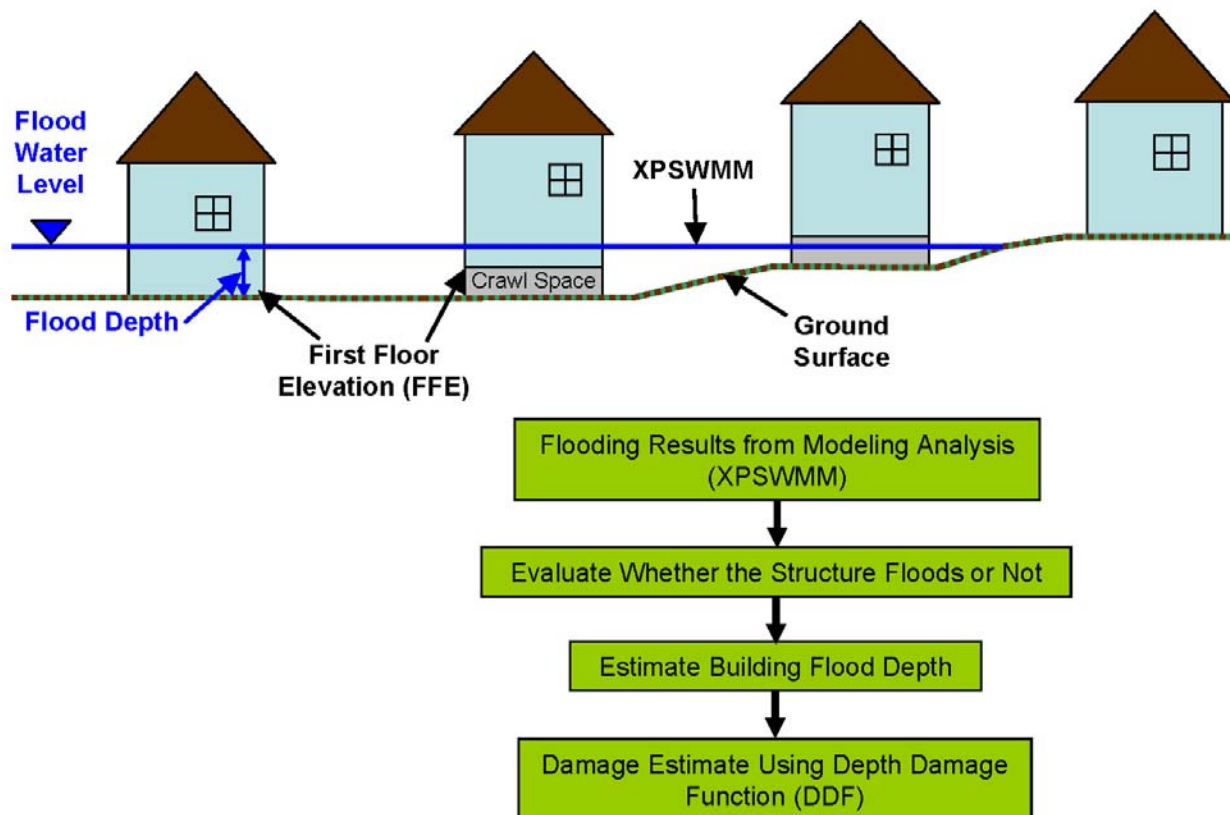 Flood
Water
Level
XPSWMM
Crawl Space
Flood Depth
First Floor
Elevation (FFE)
Ground
Surface
Flooding Results from Modeling Analysis
(XPSWMM)
Evaluate Whether the Structure Floods or Not
Estimate Building Flood Depth
Damage Estimate Using Depth Damage
Function (DDF)